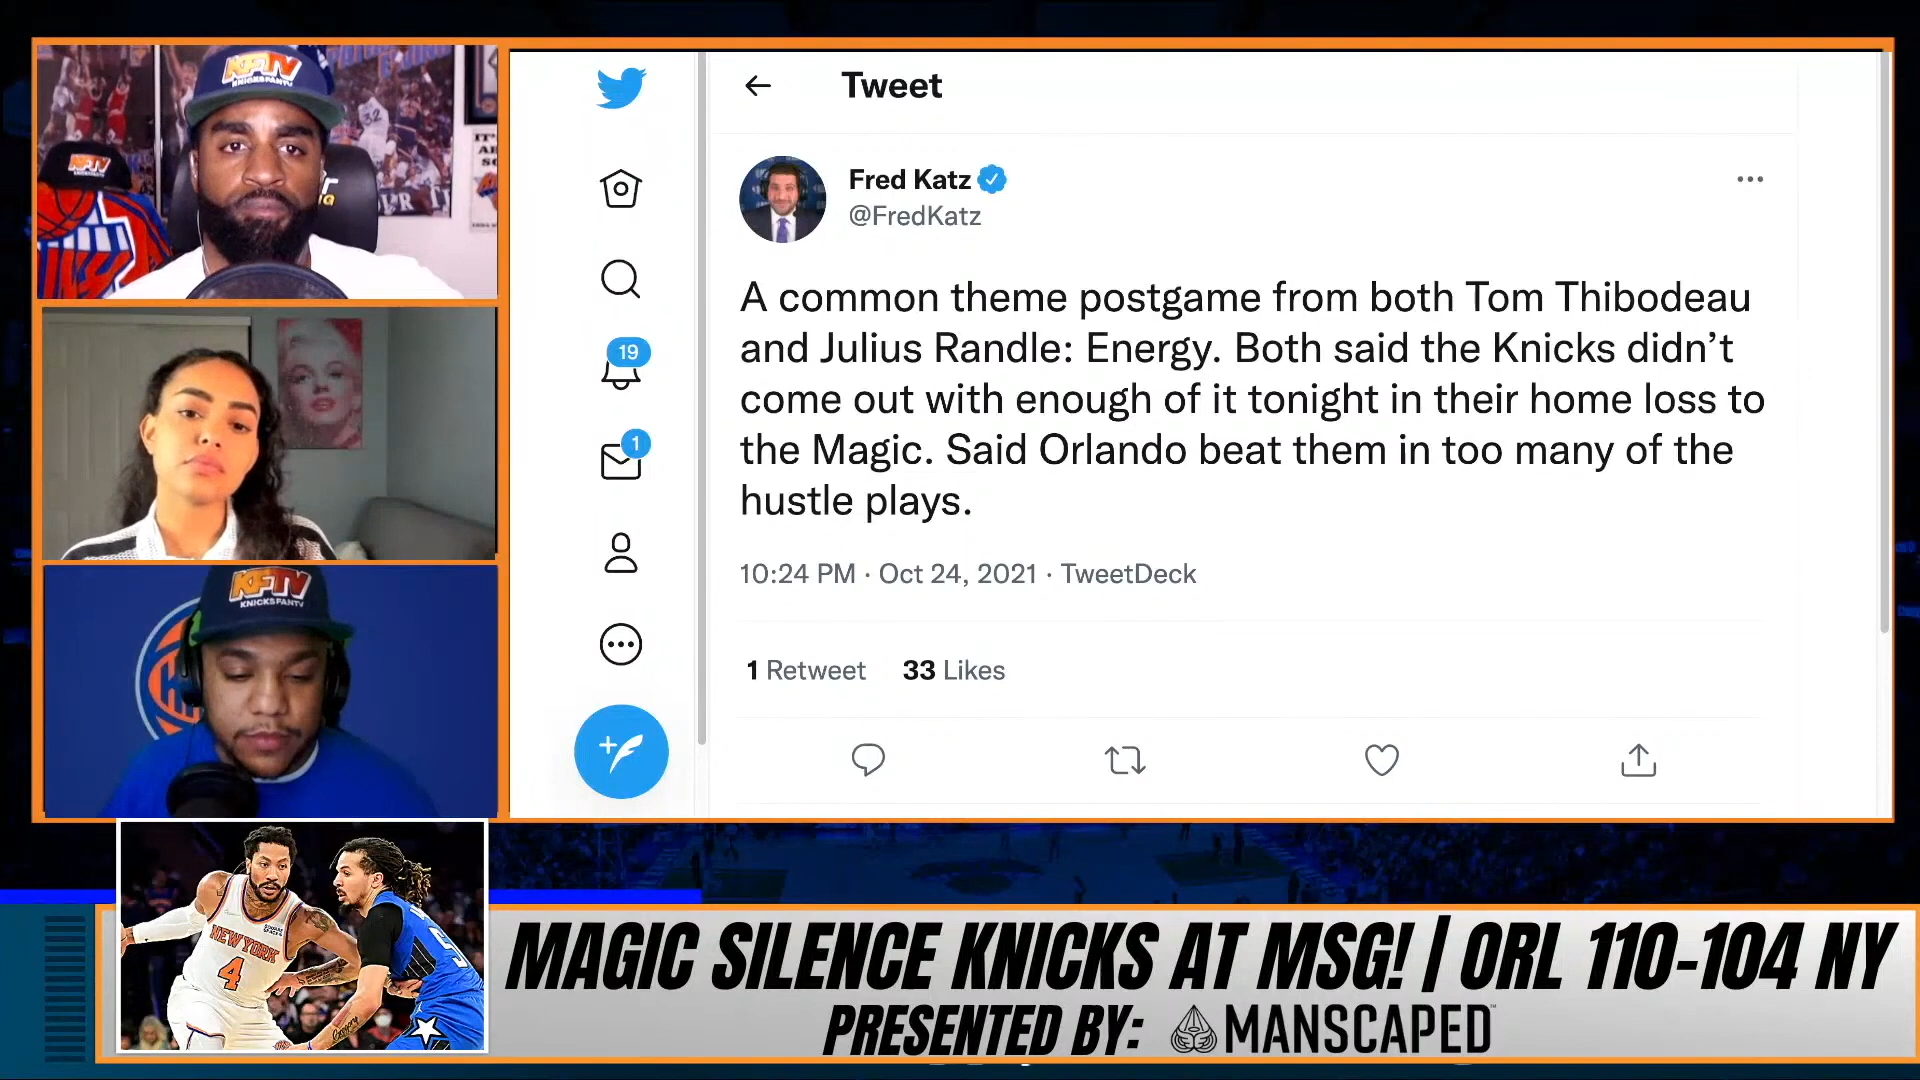 KFTV
KNICKSFANTV
32
KFTV
KFTV
KNICKSFANTV
Tweet
Fred Katz
@FredKatz
A common theme postgame from both Tom Thibodeau
and Julius Randle: Energy. Both said the Knicks didn’t
come out with enough of it tonight in their home loss to
the Magic. Said Orlando beat them in too many of the
hustle plays.
10:24 PM · Oct 24, 2021 · TweetDeck
1 Retweet 33 Likes
19
1
NEW YORK
4
5
MAGIC SILENCE KNICKS AT MSG! | ORL 110-104 NY
PRESENTED BY: MANSCAPED